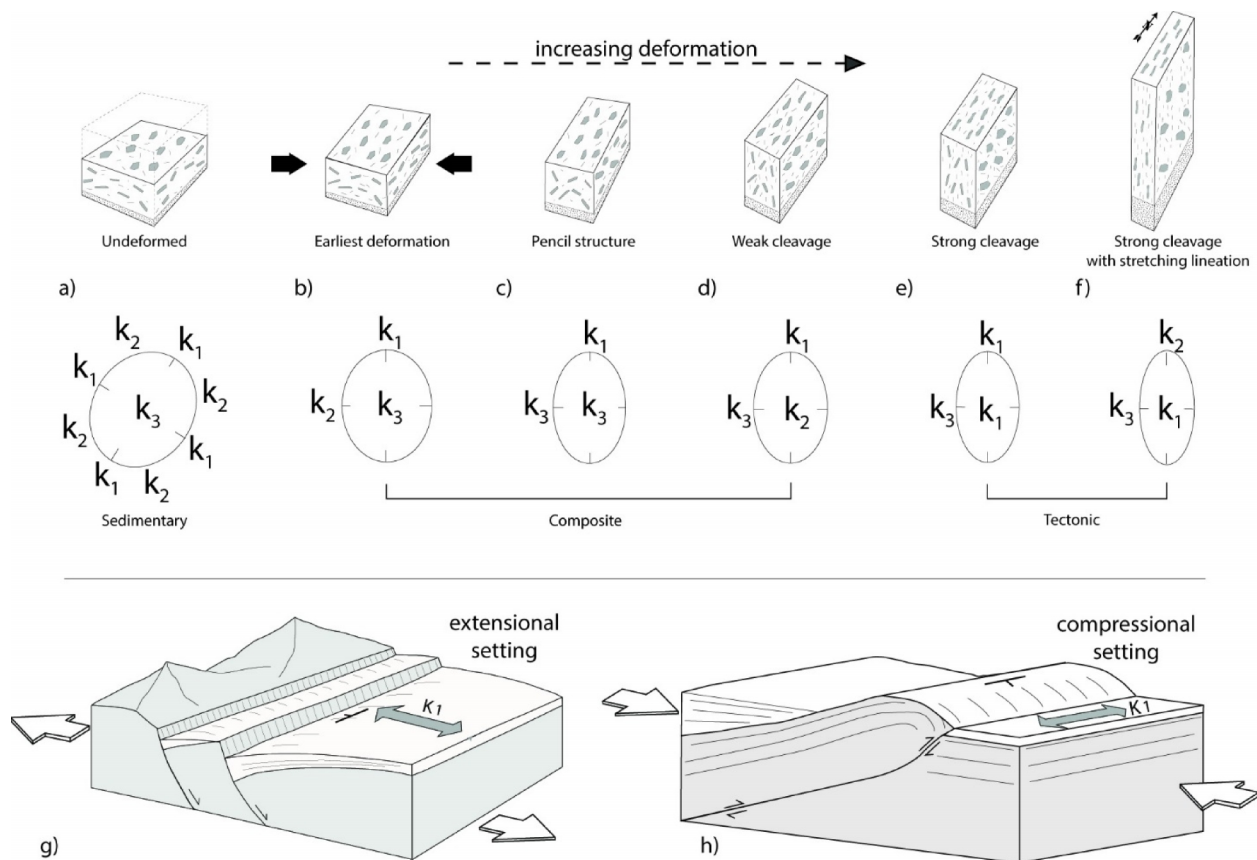 increasing deformation
Undeformed
Earliest deformation
Pencil structure
Weak cleavage
Strong cleavage
Strong cleavage
with stretching lineation
a)
b)
c)
d)
e)
f)
k₂
k₁
k₁
k₃
k₂
k₂
k₁
k₁
k₂
k₁
k₂
k₃
k₁
k₃
k₃
k₁
k₃
k₂
k₁
k₃
k₁
k₂
k₃
k₁
Sedimentary
Composite
Tectonic
extensional
setting
K1
g)
compressional
setting
K1
h)